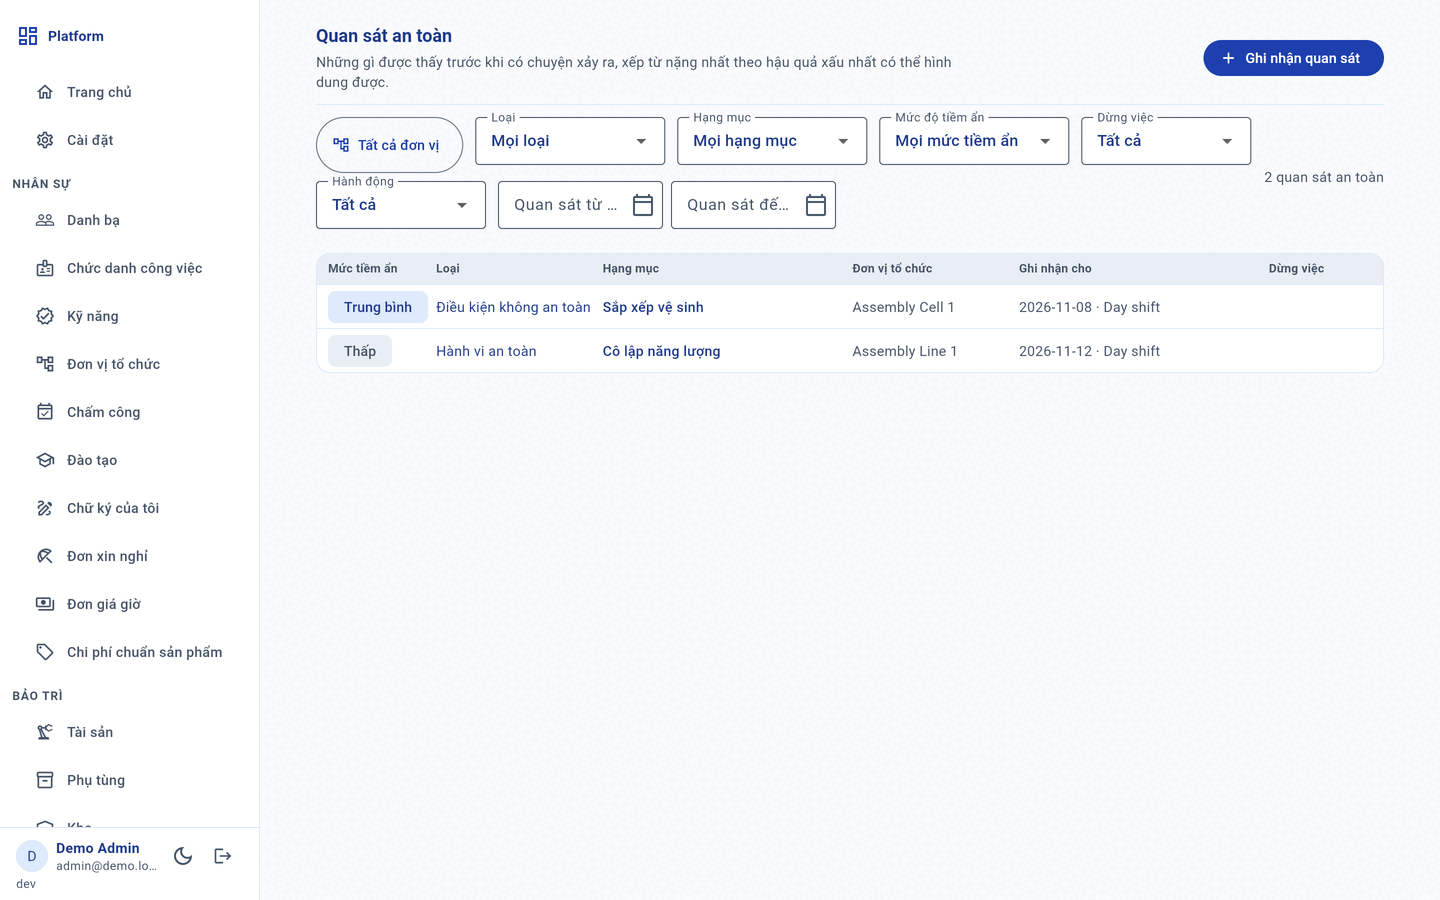 Platform
Trang chủ
Cài đặt
NHÂN SỰ
Danh bạ
Chức danh công việc
Kỹ năng
Đơn vị tổ chức
Chấm công
Đào tạo
Chữ ký của tôi
Đơn xin nghỉ
Đơn giá giờ
Chi phí chuẩn sản phẩm
BẢO TRÌ
Tài sản
Phụ tùng
D
Demo Admin
admin@demo.lo...
dev
Quan sát an toàn
Những gì được thấy trước khi có chuyện xảy ra, xếp từ nặng nhất theo hậu quả xấu nhất có thể hình
dung được.
Ghi nhận quan sát
Tất cả đơn vị
Loại
Mọi loại
Hạng mục
Mọi hạng mục
Mức độ tiềm ẩn
Mọi mức tiềm ẩn
Dừng việc
Tất cả
Hành động
Tất cả
Quan sát từ ...
Quan sát đế...
2 quan sát an toàn
Mức tiềm ẩn Loại Hạng mục Đơn vị tổ chức Ghi nhận cho Dừng việc
Trung bình Điều kiện không an toàn Sắp xếp vệ sinh Assembly Cell 1 2026-11-08 · Day shift
Thấp Hành vi an toàn Cô lập năng lượng Assembly Line 1 2026-11-12 · Day shift